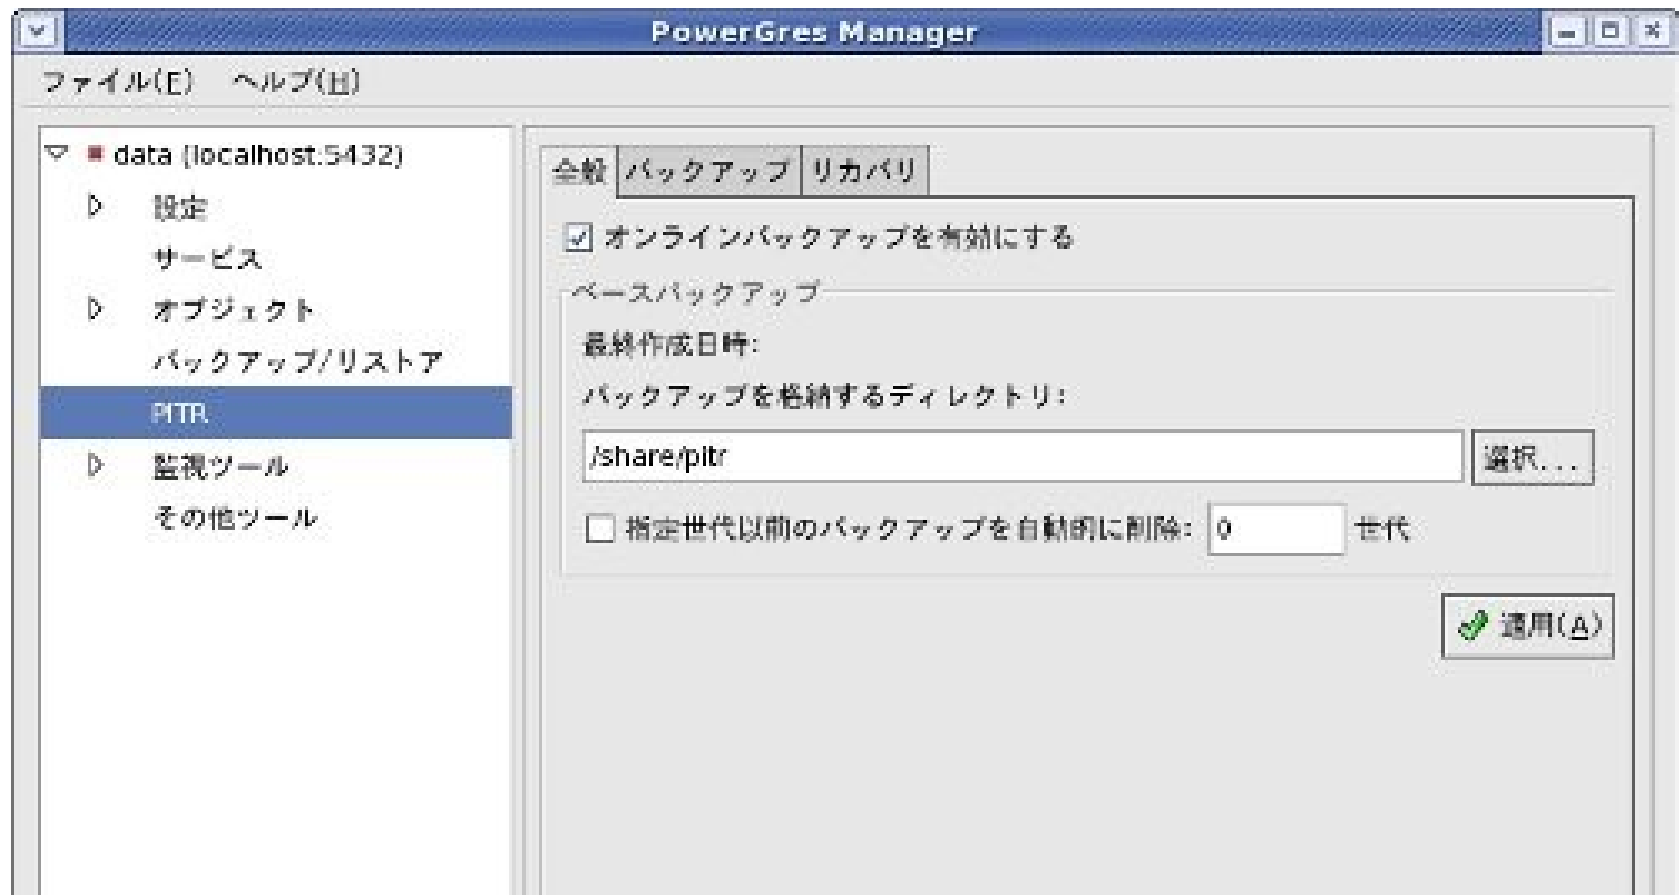 PowerGres Manager
ファイル(F) ヘルプ(H)
data (localhost:5432)
設定
サービス
オブジェクト
バックアップ/リストア
PITR
監視ツール
その他ツール
全般 バックアップ リカバリ
オンラインバックアップを有効にする
ベースバックアップ
最終作成日時:
バックアップを格納するディレクトリ:
/share/pitr
選択...
指定世代以前のバックアップを自動的に削除: 0 世代
適用(A)